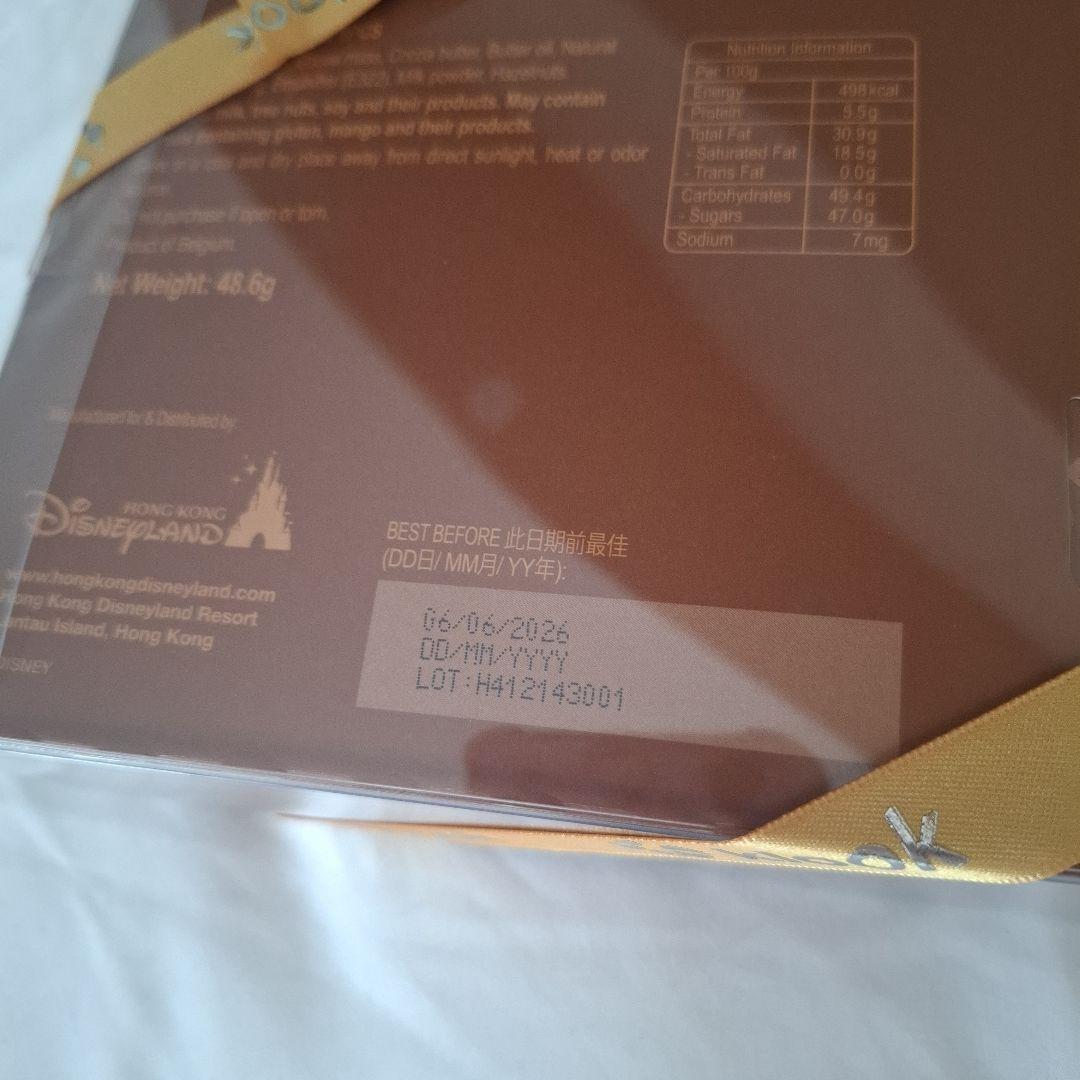 Cocoa butter, Butter oil, Natural
(E322), Milk powder, Hazelnuts.
tree nuts, soy and their products. May contain
gluten, mango and their products.
and dry place away from direct sunlight, heat or odor
purchase if open or torn.
Product of Belgium
Net Weight: 48.6g
Nutrition Information
Per 100g
Energy 498kcal
Protein 5.5g
Total Fat 30.9g
- Saturated Fat 18.5g
- Trans Fat 0.0g
Carbohydrates 49.4g
- Sugars 47.0g
Sodium 7mg
Manufactured for & Distributed by:
HONG KONG
DISNEYLAND
www.hongkongdisneyland.com
Hong Kong Disneyland Resort
Lantau Island, Hong Kong
DISNEY
BEST BEFORE 此日期前最佳
(DD日/ MM月/ YY年):
06/06/2026
DD/MM/YYYY
LOT:H412143001